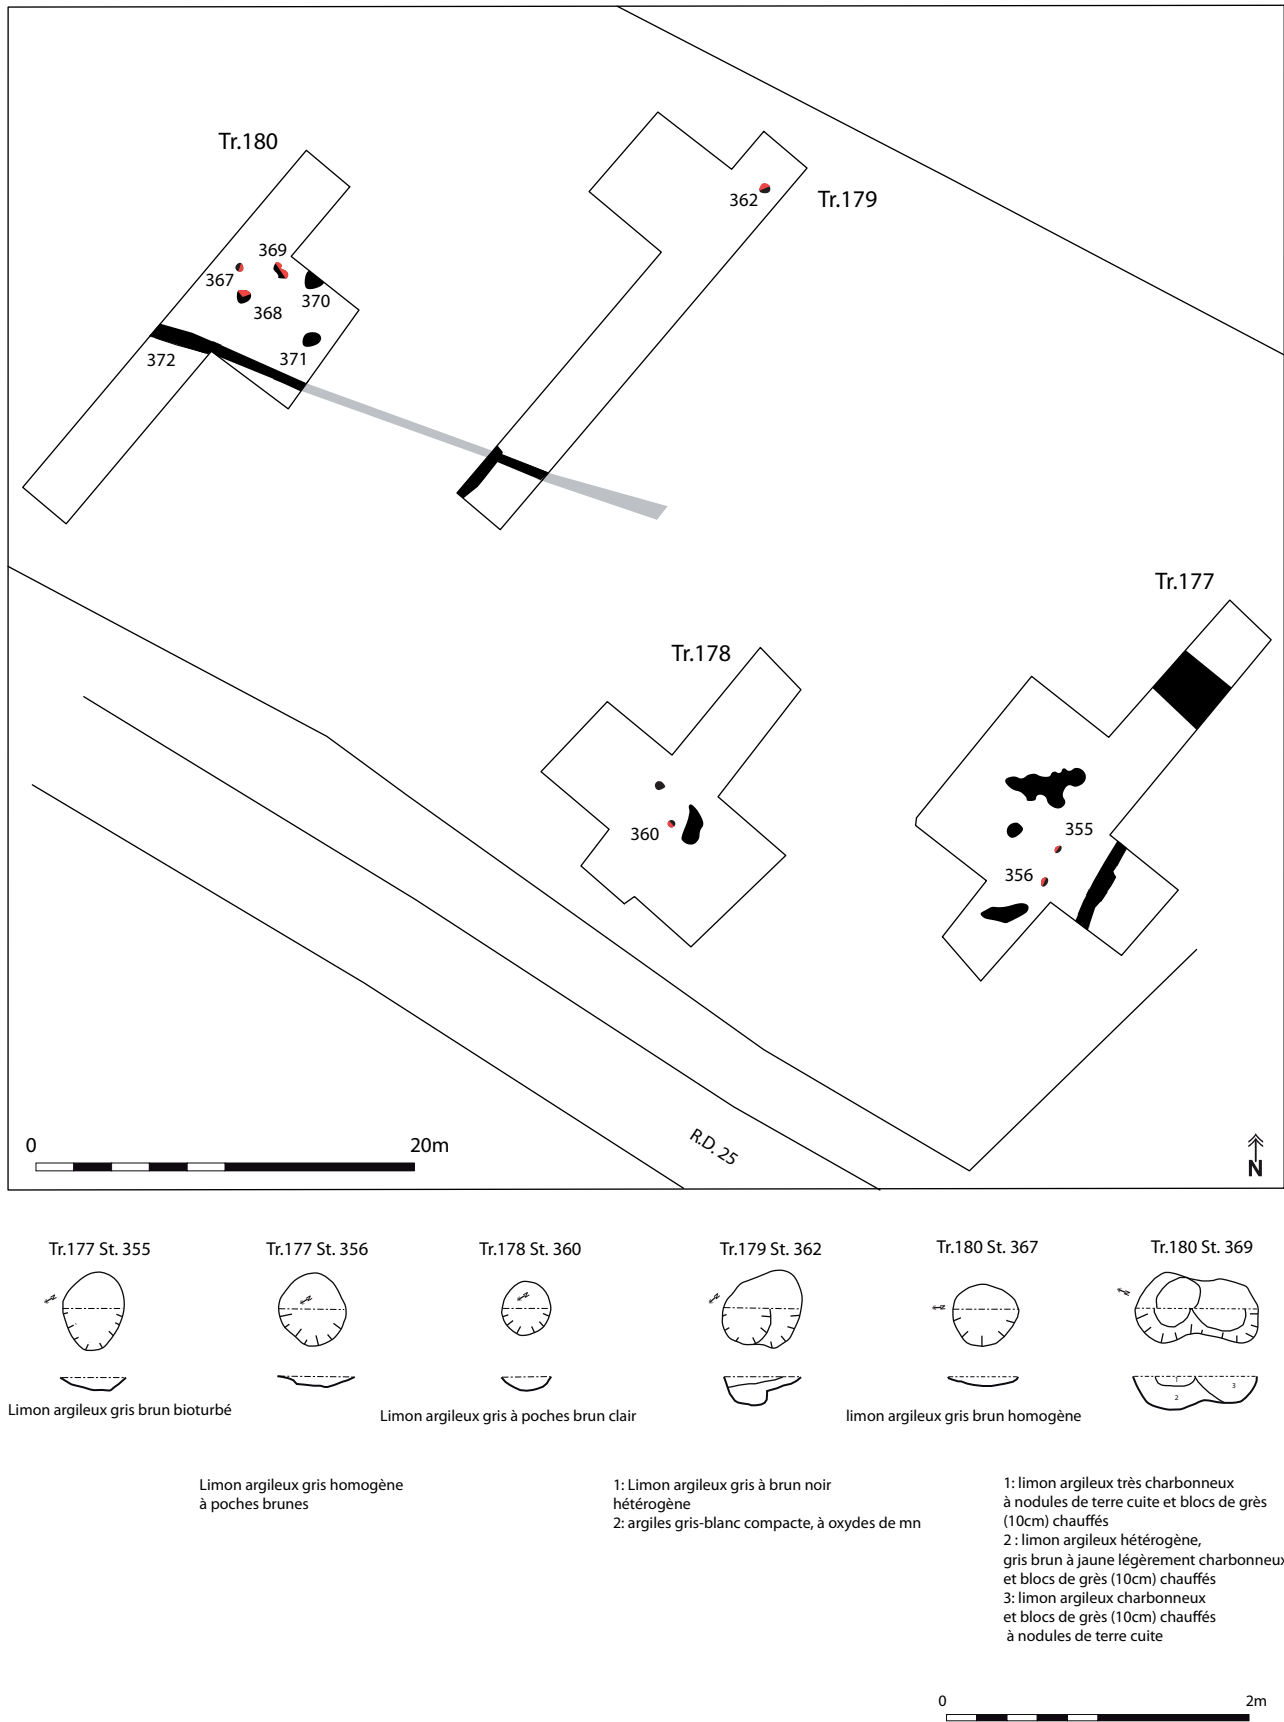 Tr.180
Tr.179
362
369
367
370
368
372
371
Tr.177
Tr.178
360
355
356
0 20m
R.D. 25
N
Tr.177 St. 355
Tr.177 St. 356
Tr.178 St. 360
Tr.179 St. 362
Tr.180 St. 367
Tr.180 St. 369
N
N
N
N
N
N
1
2
3
Limon argileux gris brun bioturbé
Limon argileux gris à poches brun clair
limon argileux gris brun homogène
Limon argileux gris homogène
à poches brunes
1: Limon argileux gris à brun noir
hétérogène
2: argiles gris-blanc compacte, à oxydes de mn
1: limon argileux très charbonneux
à nodules de terre cuite et blocs de grès
(10cm) chauffés
2 : limon argileux hétérogène,
gris brun à jaune légèrement charbonneux
et blocs de grès (10cm) chauffés
3: limon argileux charbonneux
et blocs de grès (10cm) chauffés
à nodules de terre cuite
0 2m